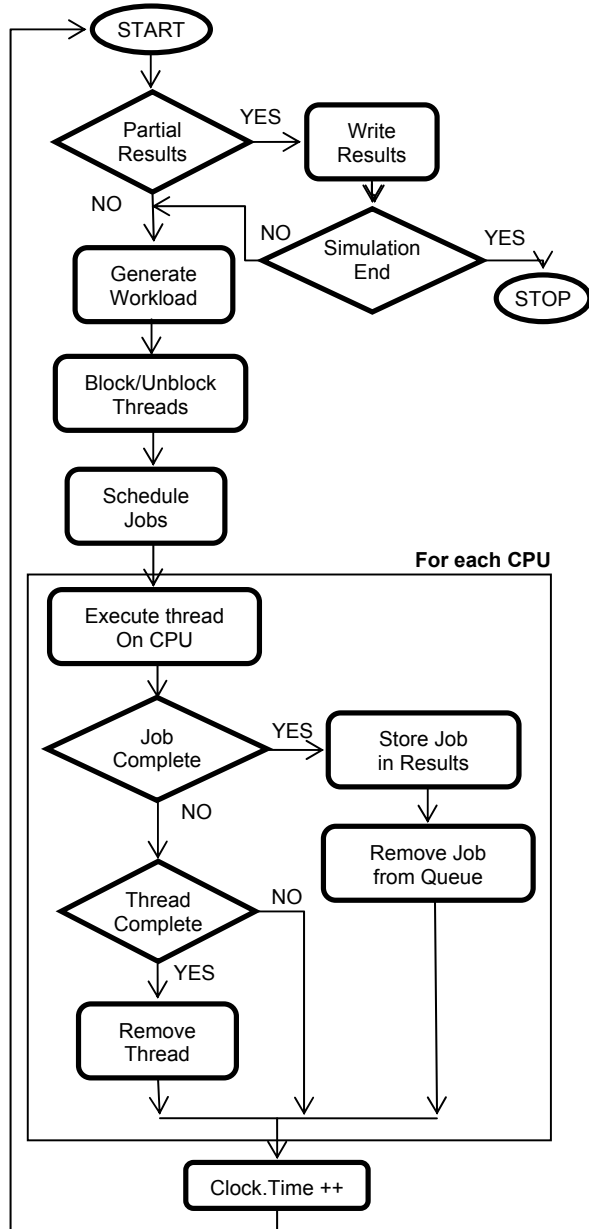 START
Partial
Results
YES
Write
Results
NO
NO
Simulation
End
YES
STOP
Generate
Workload
Block/Unblock
Threads
Schedule
Jobs
For each CPU
Execute thread
On CPU
Job
Complete
YES
Store Job
in Results
NO
Remove Job
from Queue
Thread
Complete
NO
YES
Remove
Thread
Clock.Time ++